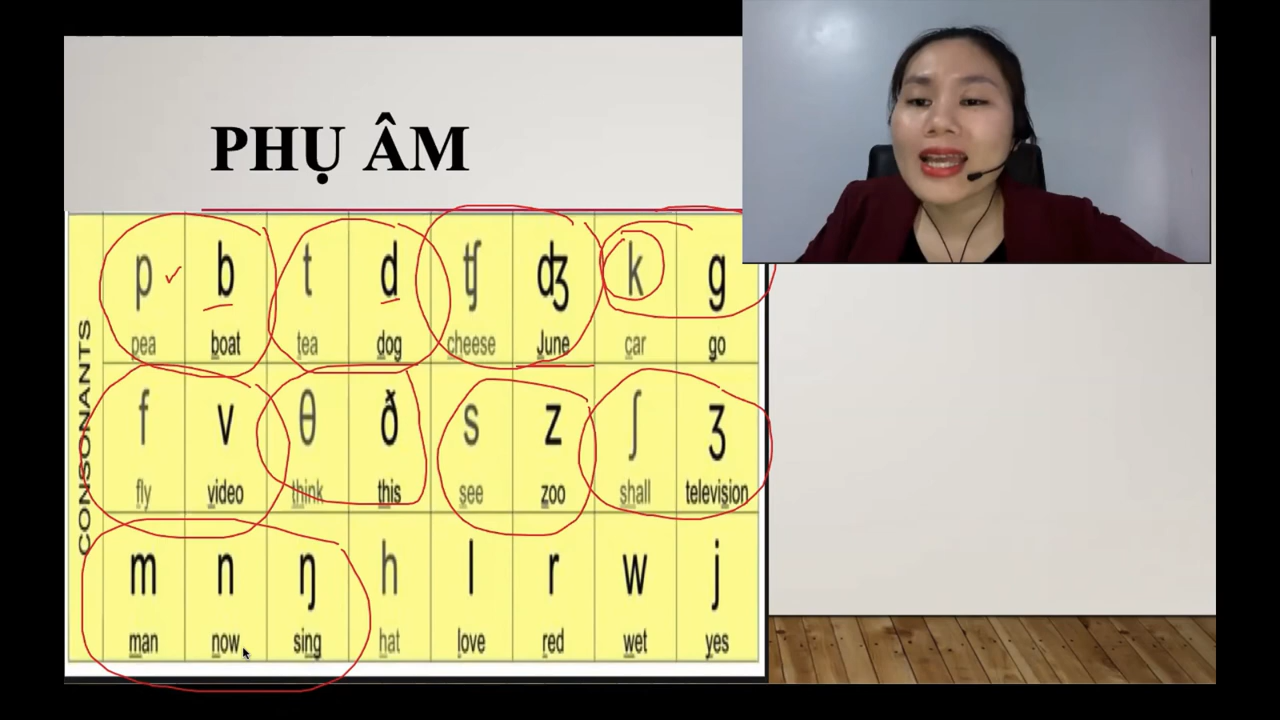 PHỤ ÂM
CONSONANTS
p b t d ʧ ʤ k g
pea boat tea dog cheese June car go
f v θ ð s z ʃ ʒ
fly video think this see zoo shall television
m n ŋ h l r w j
man now sing hat love red wet yes